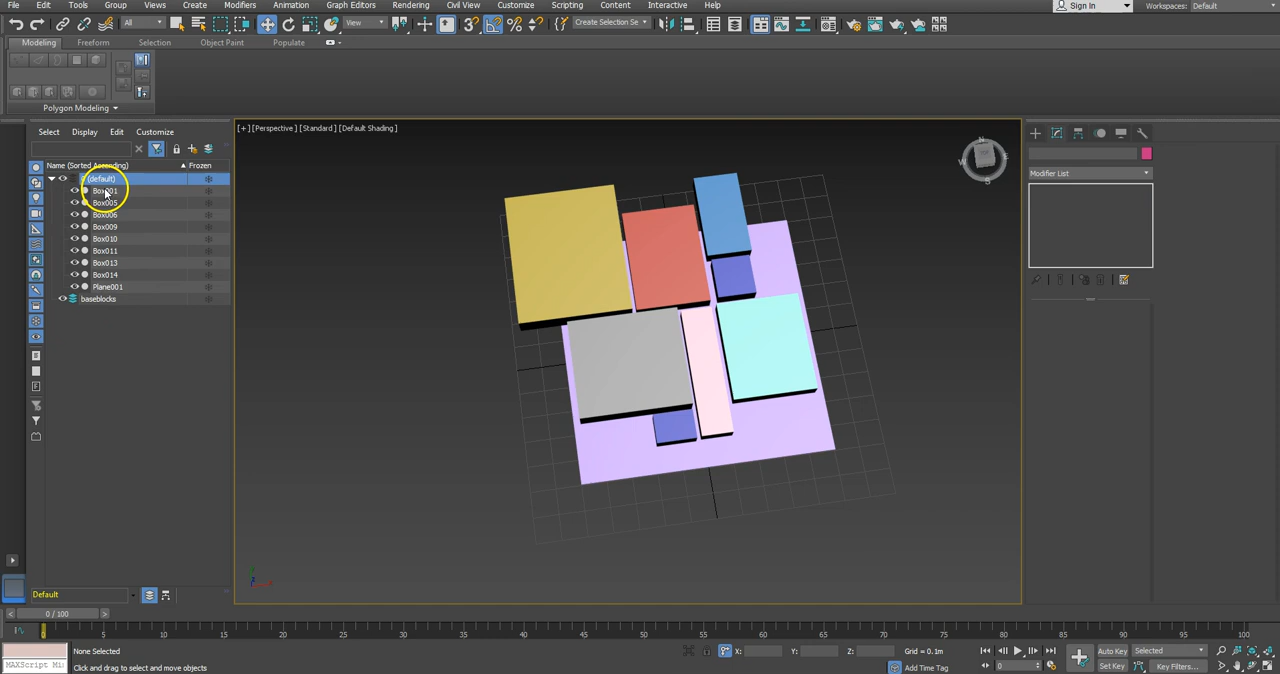 File Edit Tools Group Views Create Modifiers Animation Graph Editors Rendering Civil View Customize Scripting Content Interactive Help Sign In Workspaces: Default
All View Create Selection Se
Modeling Freeform Selection Object Paint Populate
Polygon Modeling
Select Display Edit Customize
[+] [Perspective] [Standard] [Default Shading]
Name (Sorted Ascending) Frozen
(default)
Box001
Box005
Box006
Box009
Box010
Box011
Box013
Box014
Plane001
baseblocks
Modifier List
N
W E
S
Default
0 / 100
0 5 10 15 20 25 30 35 40 45 50 55 60 65 70 75 80 85 90 95 100
None Selected X: Y: Z: Grid = 0.1m Auto Key Selected
MAXScript Mi: Click and drag to select and move objects Add Time Tag 0 Set Key Key Filters...